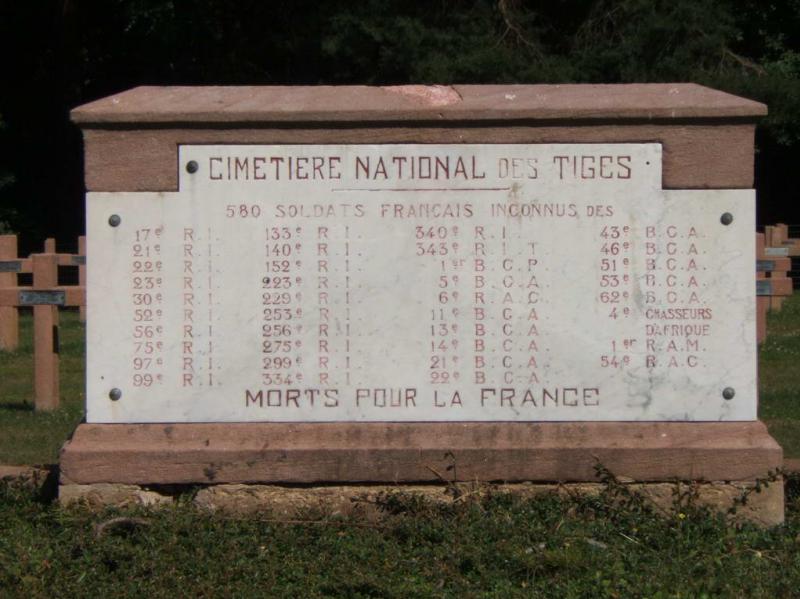 CIMETIERE NATIONAL DES TIGES
580 SOLDATS FRANÇAIS INCONNUS DES
17e R.I. 133e R.I. 340e R.I. 43e B.C.A.
21e R.I. 140e R.I. 343e R.I.T. 46e B.C.A.
22e R.I. 152e R.I. 1er B.C.P. 51e B.C.A.
23e R.I. 223e R.I. 5e B.C.A. 53e B.C.A.
30e R.I. 229e R.I. 6e R.A.C. 62e B.C.A.
52e R.I. 253e R.I. 11e B.C.A. 4e CHASSEURS
56e R.I. 256e R.I. 13e B.C.A. D'AFRIQUE
75e R.I. 275e R.I. 14e B.C.A. 1er R.A.M.
97e R.I. 299e R.I. 21e B.C.A. 54e R.A.C.
99e R.I. 334e R.I. 22e B.C.A.
MORTS POUR LA FRANCE